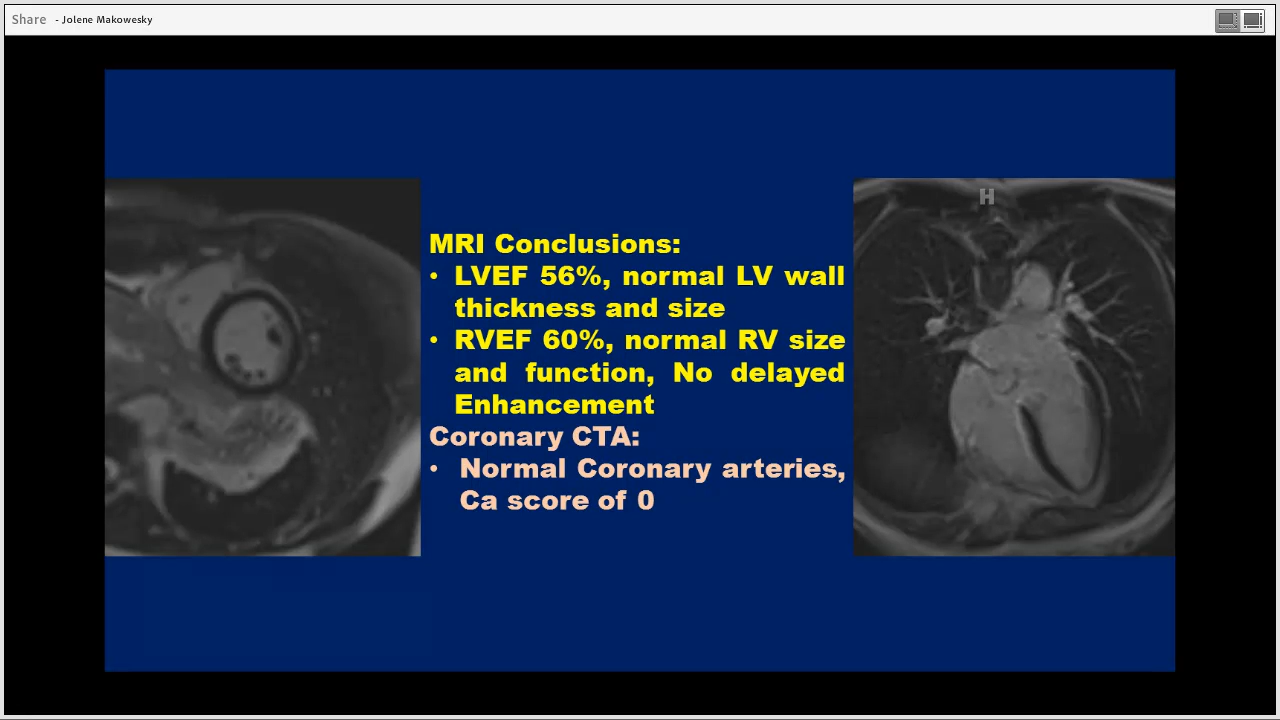 Share - Jolene Makowesky
H
MRI Conclusions:
• LVEF 56%, normal LV wall
thickness and size
• RVEF 60%, normal RV size
and function, No delayed
Enhancement
Coronary CTA:
• Normal Coronary arteries,
Ca score of 0